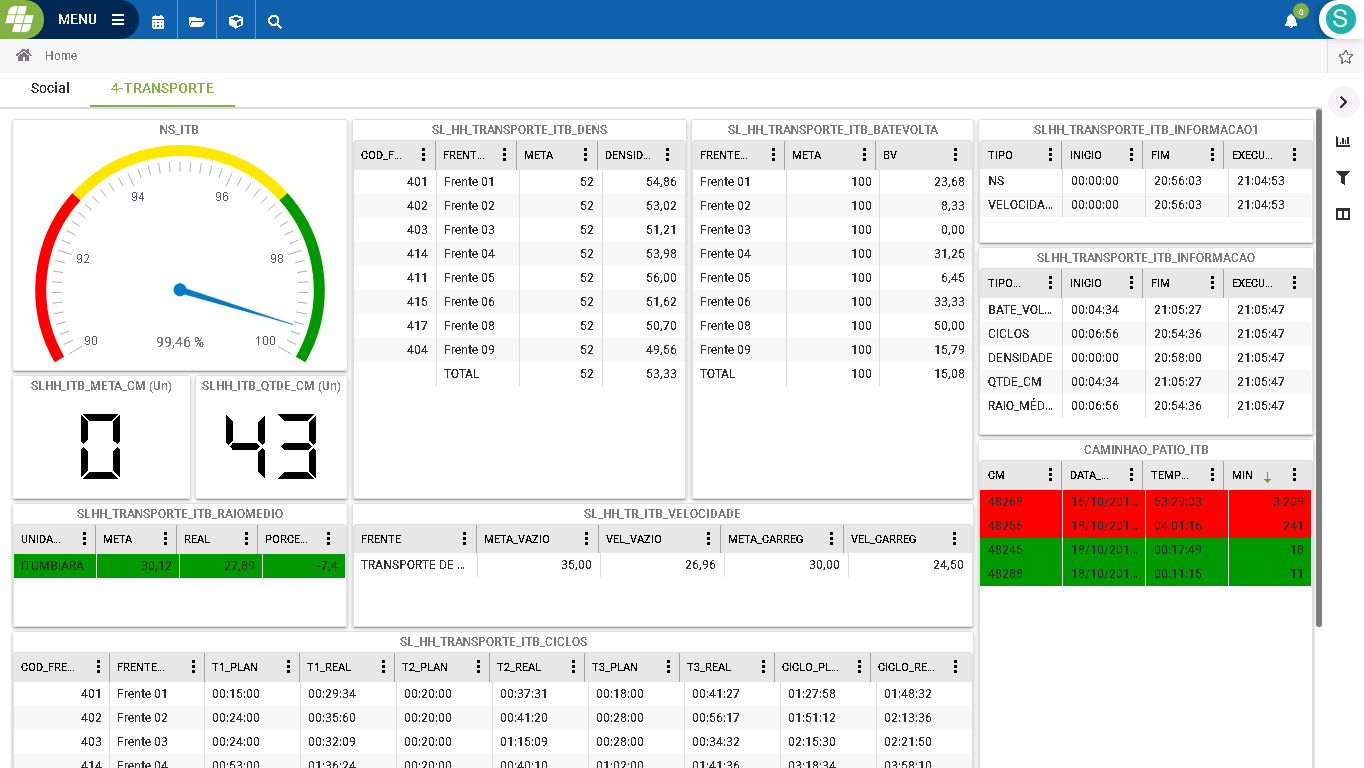 MENU
0
S
Home
Social
4-TRANSPORTE
NS_ITB
94 96
92 98
90 100
99,46 %
SLHH_ITB_META_CM (Un)
0
SLHH_ITB_QTDE_CM (Un)
43
SL_HH_TRANSPORTE_ITB_DENS
COD_F... FRENT... META DENSID...
401 Frente 01 52 54,86
402 Frente 02 52 53,02
403 Frente 03 52 51,21
414 Frente 04 52 53,98
411 Frente 05 52 56,00
415 Frente 06 52 51,62
417 Frente 08 52 50,70
404 Frente 09 52 49,56
TOTAL 52 53,33
SL_HH_TRANSPORTE_ITB_BATEVOLTA
FRENTE... META BV
Frente 01 100 23,68
Frente 02 100 8,33
Frente 03 100 0,00
Frente 04 100 31,25
Frente 05 100 6,45
Frente 06 100 33,33
Frente 08 100 50,00
Frente 09 100 15,79
TOTAL 100 15,08
SLHH_TRANSPORTE_ITB_INFORMACAO1
TIPO INICIO FIM EXECU...
NS 00:00:00 20:56:03 21:04:53
VELOCIDA... 00:00:00 20:56:03 21:04:53
SLHH_TRANSPORTE_ITB_INFORMACAO
TIPO... INICIO FIM EXECU...
BATE_VOL... 00:04:34 21:05:27 21:05:47
CICLOS 00:06:56 20:54:36 21:05:47
DENSIDADE 00:00:00 20:58:00 21:05:47
QTDE_CM 00:04:34 21:05:27 21:05:47
RAIO_MÉD... 00:06:56 20:54:36 21:05:47
CAMINHAO_PATIO_ITB
CM DATA_... TEMP... MIN
48268 16/10/201... 53:29:03 3.209
48256 18/10/201... 04:01:16 241
48245 18/10/201... 00:17:49 18
48288 18/10/201... 00:11:15 11
SLHH_TRANSPORTE_ITB_RAIOMEDIO
UNIDA... META REAL PORCE...
ITUMBIARA 30,12 27,89 -7,4
SL_HH_TR_ITB_VELOCIDADE
FRENTE META_VAZIO VEL_VAZIO META_CARREG VEL_CARREG
TRANSPORTE DE ... 35,00 26,96 30,00 24,50
SL_HH_TRANSPORTE_ITB_CICLOS
COD_FRE... FRENTE... T1_PLAN T1_REAL T2_PLAN T2_REAL T3_PLAN T3_REAL CICLO_PL... CICLO_RE...
401 Frente 01 00:15:00 00:29:34 00:20:00 00:37:31 00:18:00 00:41:27 01:27:58 01:48:32
402 Frente 02 00:24:00 00:35:60 00:20:00 00:41:20 00:28:00 00:56:17 01:51:12 02:13:36
403 Frente 03 00:24:00 00:32:09 00:20:00 01:15:09 00:28:00 00:34:32 02:15:30 02:21:50
414 Frente 04 00:53:00 01:36:24 00:20:00 00:40:10 01:02:00 01:41:36 03:18:34 03:58:10